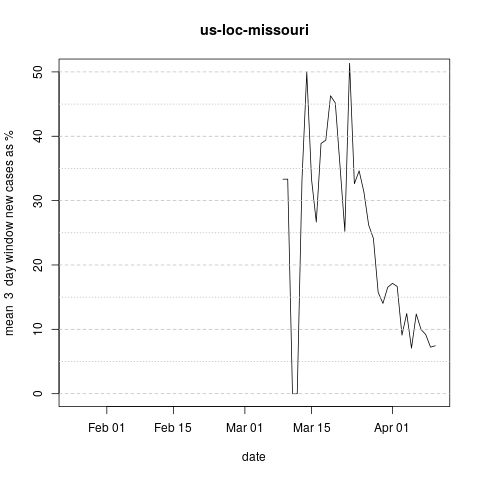 us-loc-missouri
mean  3  day window new cases as %
50
40
30
20
10
0
Feb 01
Feb 15
Mar 01
Mar 15
Apr 01
date